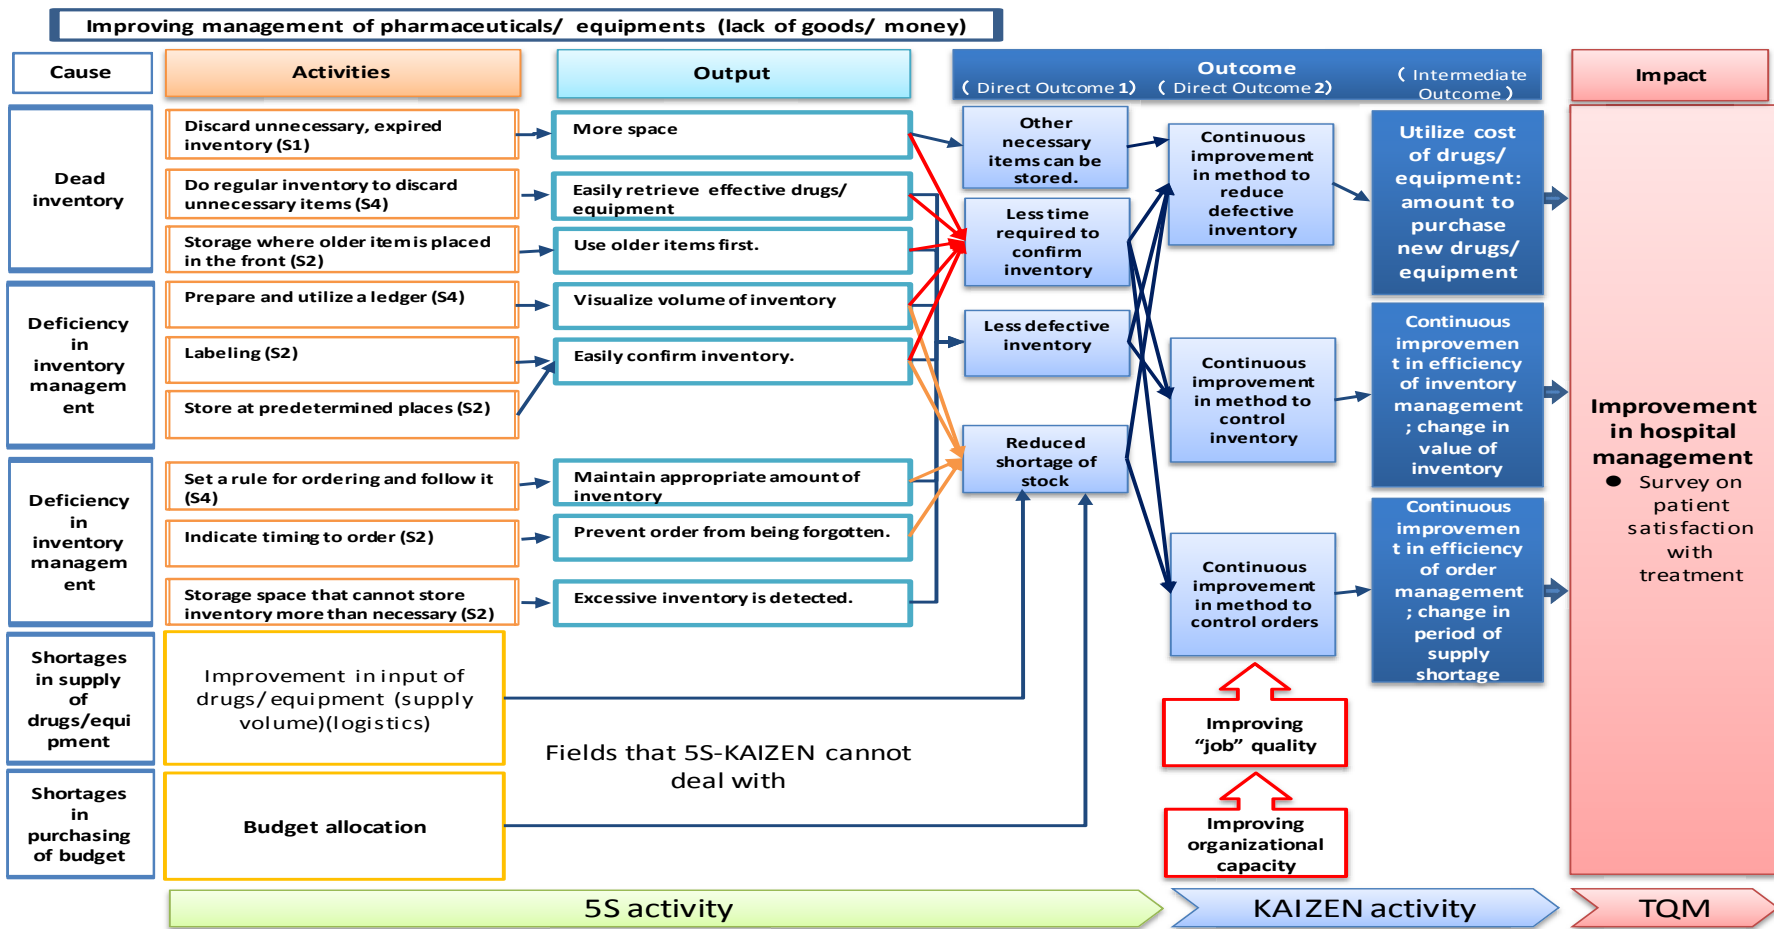 Improving management of pharmaceuticals/ equipments (lack of goods/ money)
Cause
Activities
Output
Outcome
( Direct Outcome 1)
( Direct Outcome 2)
( Intermediate
Outcome )
Impact
Dead
inventory
Deficiency
in
inventory
managem
ent
Deficiency
in
inventory
managem
ent
Shortages
in supply
of
drugs/equi
pment
Shortages
in
purchasing
of budget
Discard unnecessary, expired
inventory (S1)
Do regular inventory to discard
unnecessary items (S4)
Storage where older item is placed
in the front (S2)
Prepare and utilize a ledger (S4)
Labeling (S2)
Store at predetermined places (S2)
Set a rule for ordering and follow it
(S4)
Indicate timing to order (S2)
Storage space that cannot store
inventory more than necessary (S2)
Improvement in input of
drugs/equipment (supply
volume)(logistics)
Budget allocation
More space
Easily retrieve effective drugs/
equipment
Use older items first.
Visualize volume of inventory
Easily confirm inventory.
Maintain appropriate amount of
inventory
Prevent order from being forgotten.
Excessive inventory is detected.
Fields that 5S-KAIZEN cannot
deal with
Other
necessary
items can be
stored.
Less time
required to
confirm
inventory
Less defective
inventory
Reduced
shortage of
stock
Continuous
improvement
in method to
reduce
defective
inventory
Continuous
improvement
in method to
control
inventory
Continuous
improvement
in method to
control orders
Improving
“job” quality
Improving
organizational
capacity
Utilize cost
of drugs/
equipment:
amount to
purchase
new drugs/
equipment
Continuous
improvemen
t in efficiency
of inventory
management
; change in
value of
inventory
Continuous
improvemen
t in efficiency
of order
management
; change in
period of
supply
shortage
Improvement
in hospital
management
● Survey on
patient
satisfaction
with
treatment
5S activity
KAIZEN activity
TQM